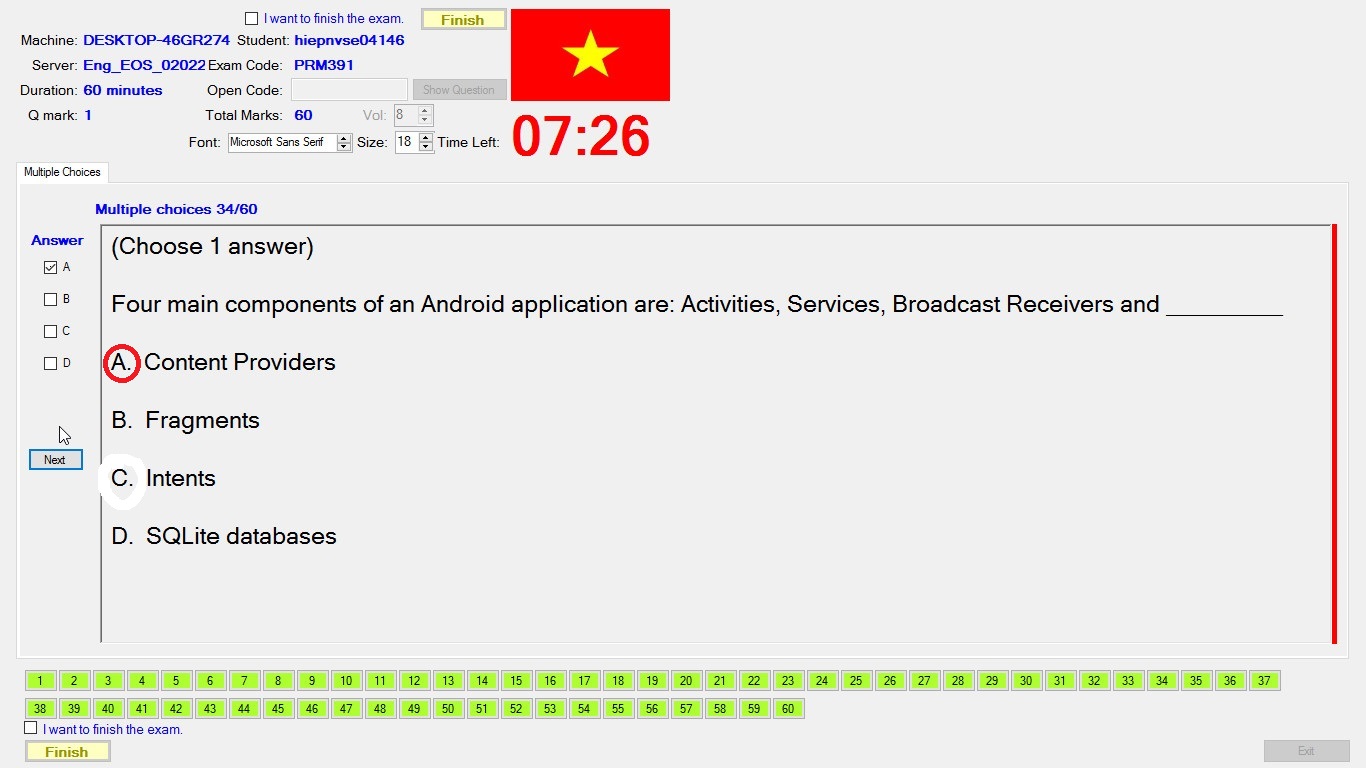 I want to finish the exam. Finish
Machine: DESKTOP-46GR274 Student: hiepnvse04146
Server: Eng_EOS_02022 Exam Code: PRM391
Duration: 60 minutes Open Code: Show Question
Q mark: 1 Total Marks: 60 Vol: 8
Font: Microsoft Sans Serif Size: 18 Time Left: 07:26
Multiple Choices
Multiple choices 34/60
Answer
A
B
C
D
Next
(Choose 1 answer)
Four main components of an Android application are: Activities, Services, Broadcast Receivers and __________
A. Content Providers
B. Fragments
C. Intents
D. SQLite databases
1 2 3 4 5 6 7 8 9 10 11 12 13 14 15 16 17 18 19 20 21 22 23 24 25 26 27 28 29 30 31 32 33 34 35 36 37
38 39 40 41 42 43 44 45 46 47 48 49 50 51 52 53 54 55 56 57 58 59 60
I want to finish the exam.
Finish Exit